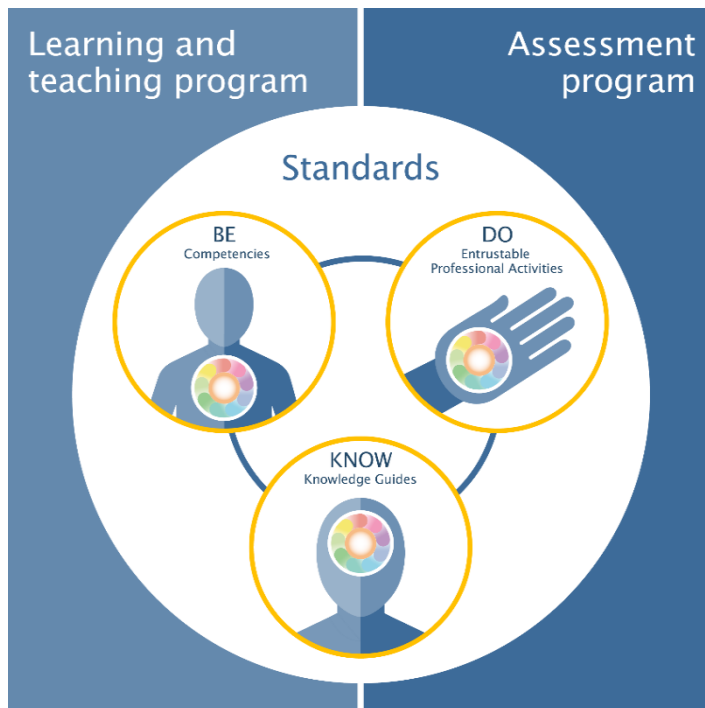 Learning and
teaching program
Assessment
program
Standards
BE
Competencies
DO
Entrustable
Professional Activities
KNOW
Knowledge Guides